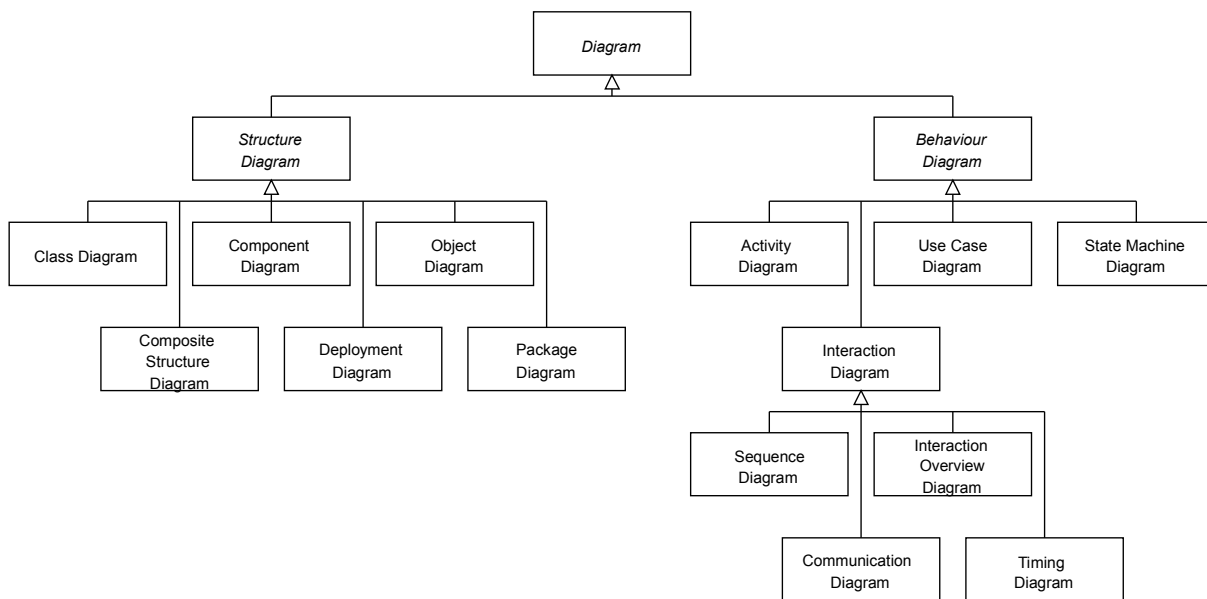 Diagram
Structure
Diagram
Behaviour
Diagram
Class Diagram
Component
Diagram
Object
Diagram
Activity
Diagram
Use Case
Diagram
State Machine
Diagram
Composite
Structure
Diagram
Deployment
Diagram
Package
Diagram
Interaction
Diagram
Sequence
Diagram
Interaction
Overview
Diagram
Communication
Diagram
Timing
Diagram